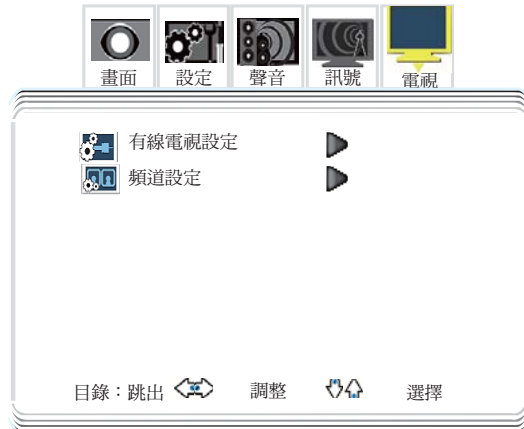 畫面 設定 聲音 訊號 電視
有線電視設定
頻道設定
目錄：跳出 調整 選擇